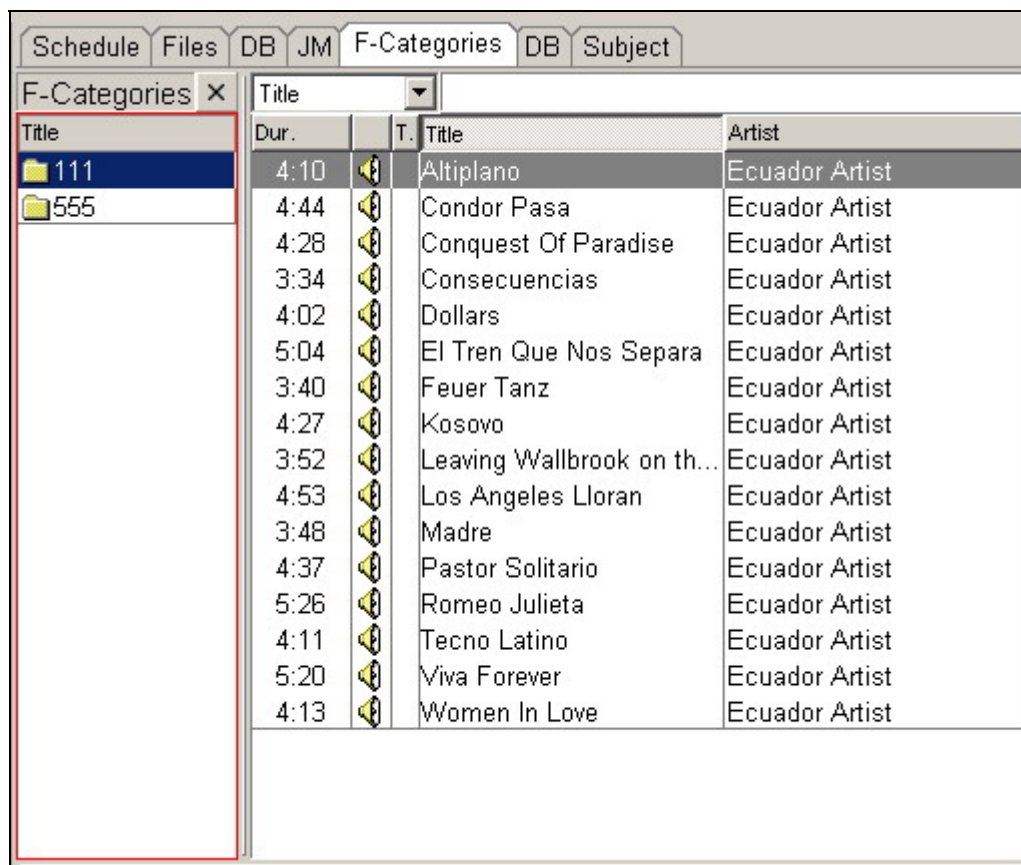 Schedule Files DB JM F-Categories DB Subject
F-Categories × Title
Title Dur. T. Title Artist
111 4:10 Altiplano Ecuador Artist
555 4:44 Condor Pasa Ecuador Artist
4:28 Conquest Of Paradise Ecuador Artist
3:34 Consecuencias Ecuador Artist
4:02 Dollars Ecuador Artist
5:04 El Tren Que Nos Separa Ecuador Artist
3:40 Feuer Tanz Ecuador Artist
4:27 Kosovo Ecuador Artist
3:52 Leaving Wallbrook on th... Ecuador Artist
4:53 Los Angeles Lloran Ecuador Artist
3:48 Madre Ecuador Artist
4:37 Pastor Solitario Ecuador Artist
5:26 Romeo Julieta Ecuador Artist
4:11 Tecno Latino Ecuador Artist
5:20 Viva Forever Ecuador Artist
4:13 Women In Love Ecuador Artist